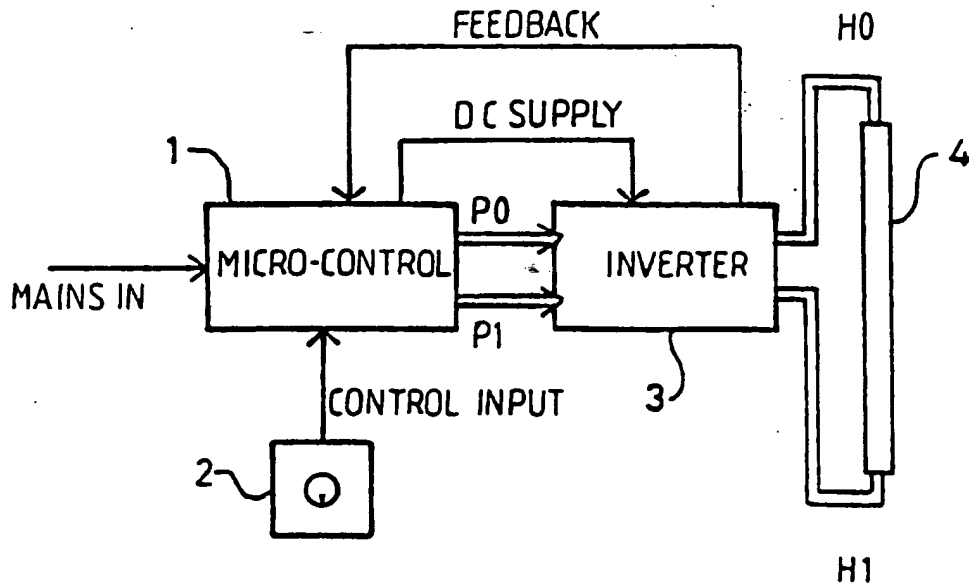 FEEDBACK
H0
DC SUPPLY
1
4
P0
MICRO-CONTROL
INVERTER
MAINS IN
P1
CONTROL INPUT
3
2
H1